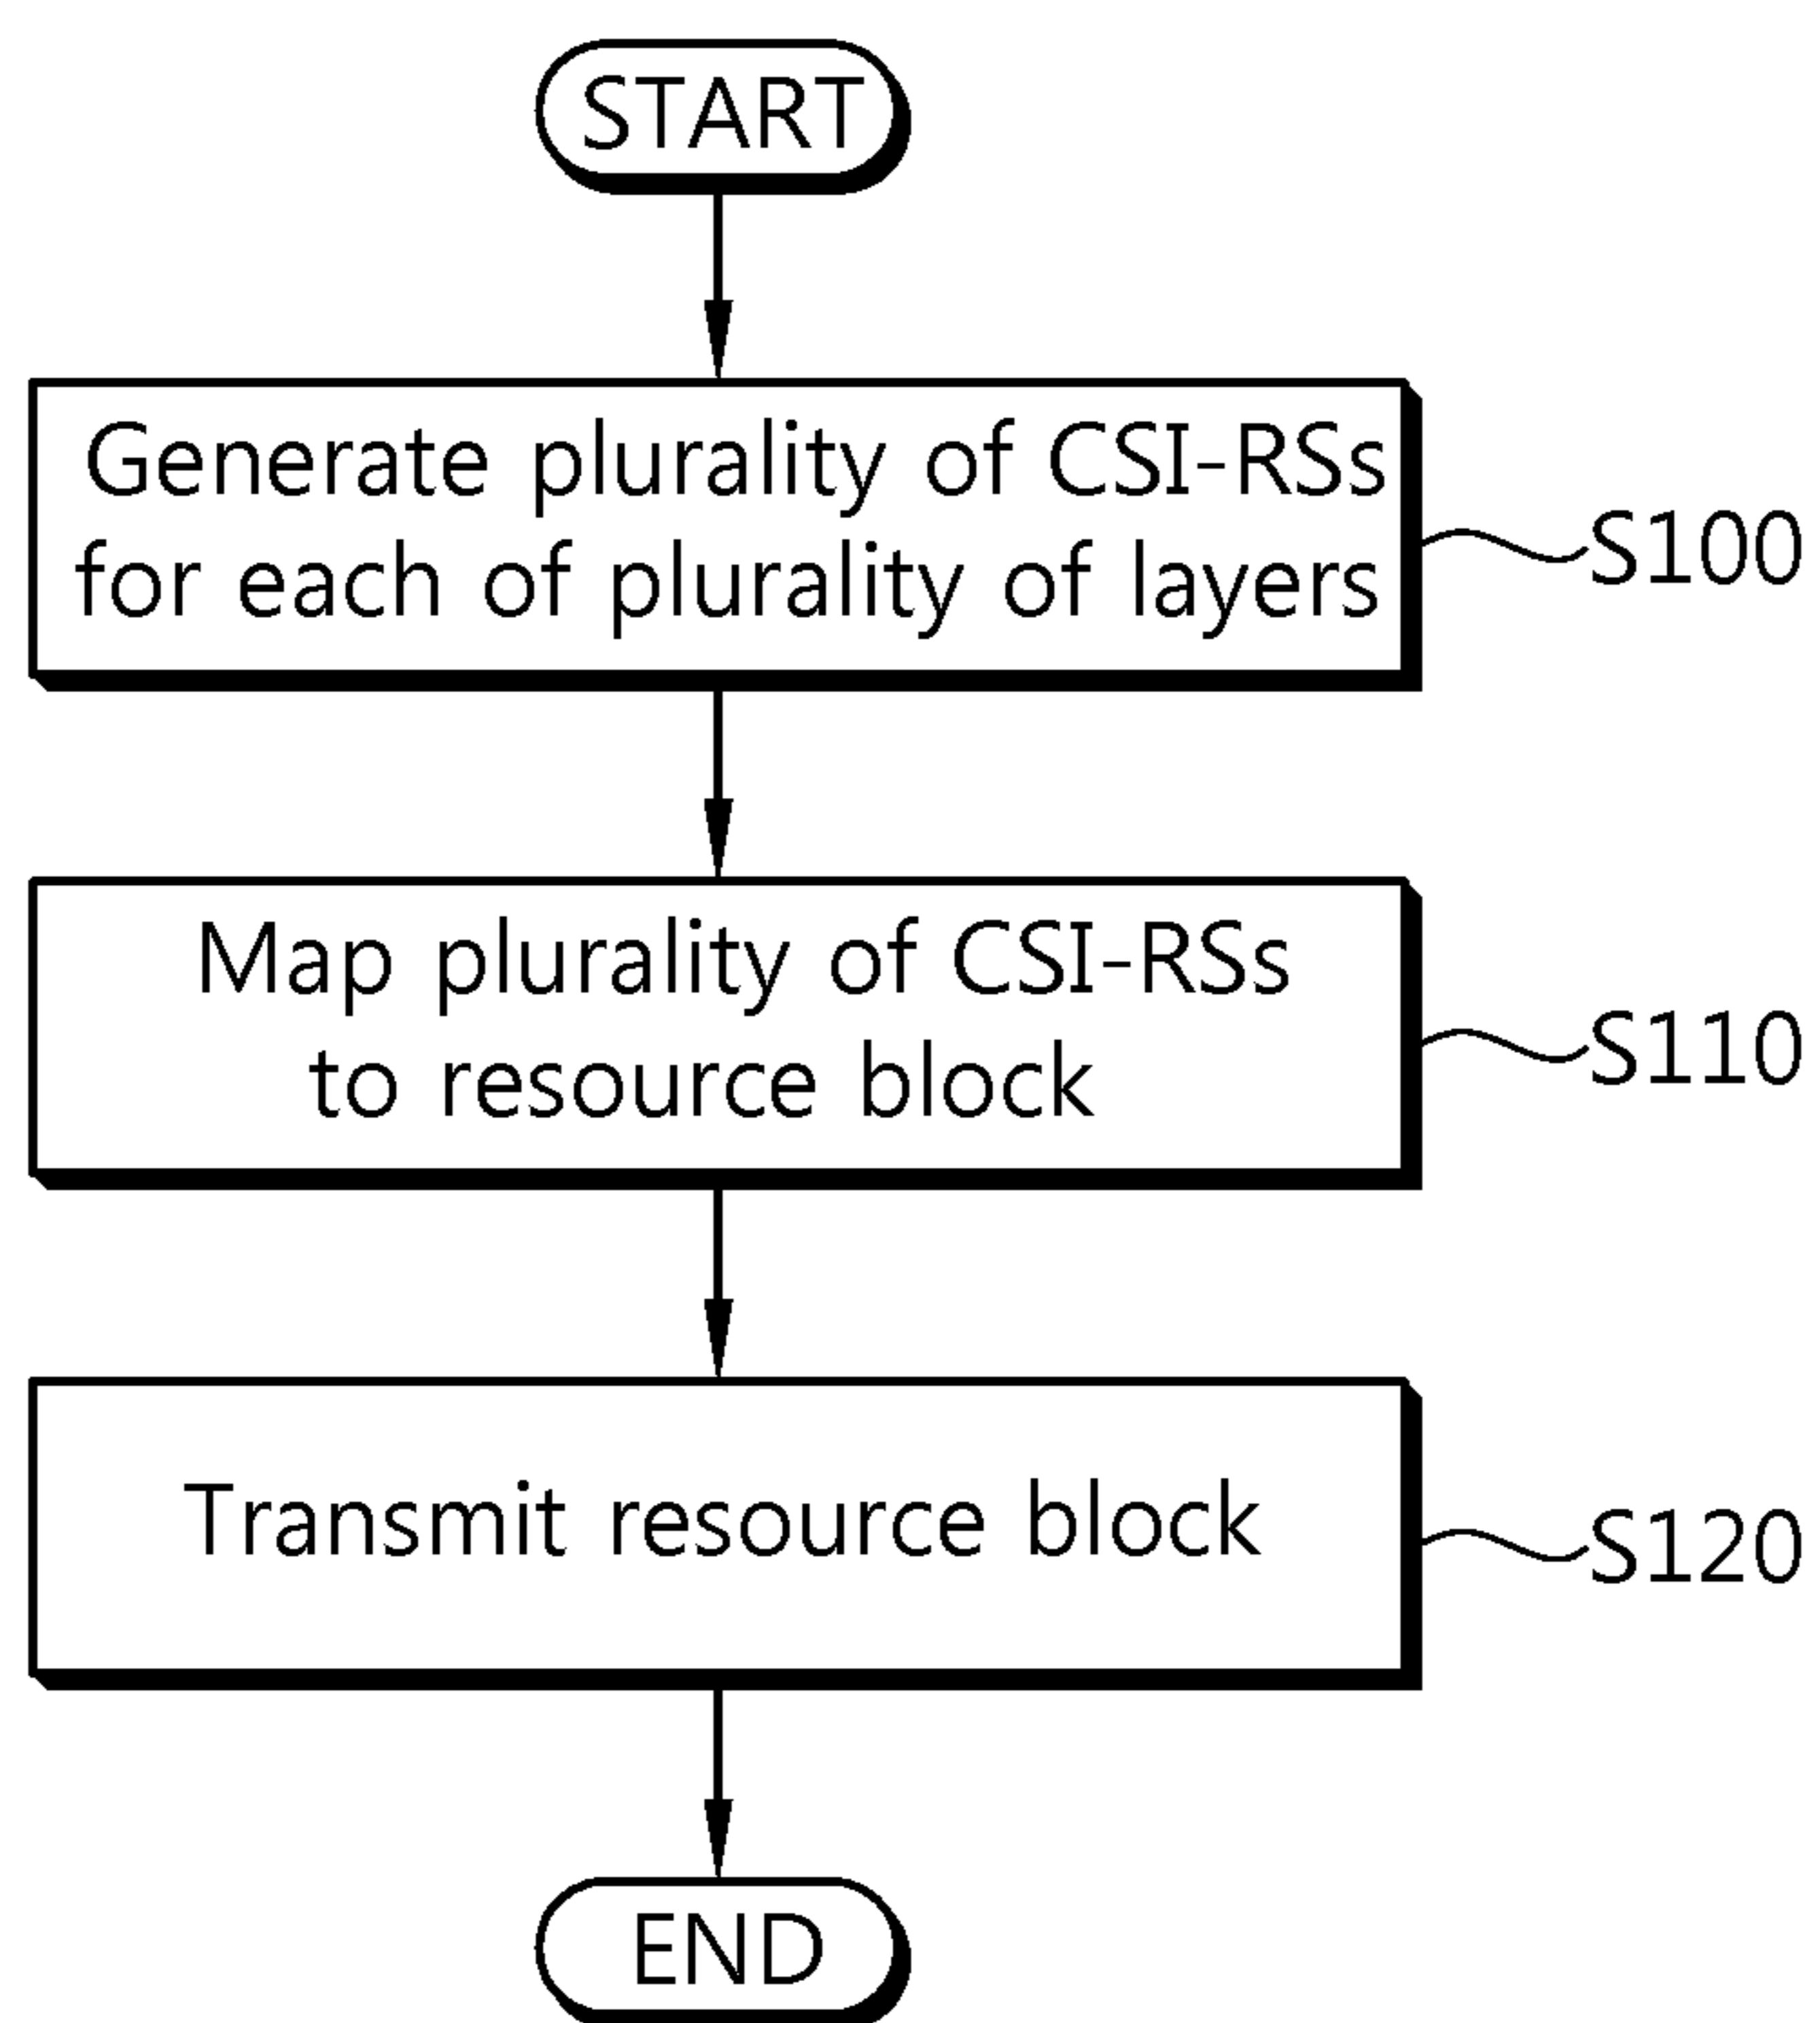 START
Generate plurality of CSI-RSs
for each of plurality of layers
S100
Map plurality of CSI-RSs
to resource block
S110
Transmit resource block
S120
END